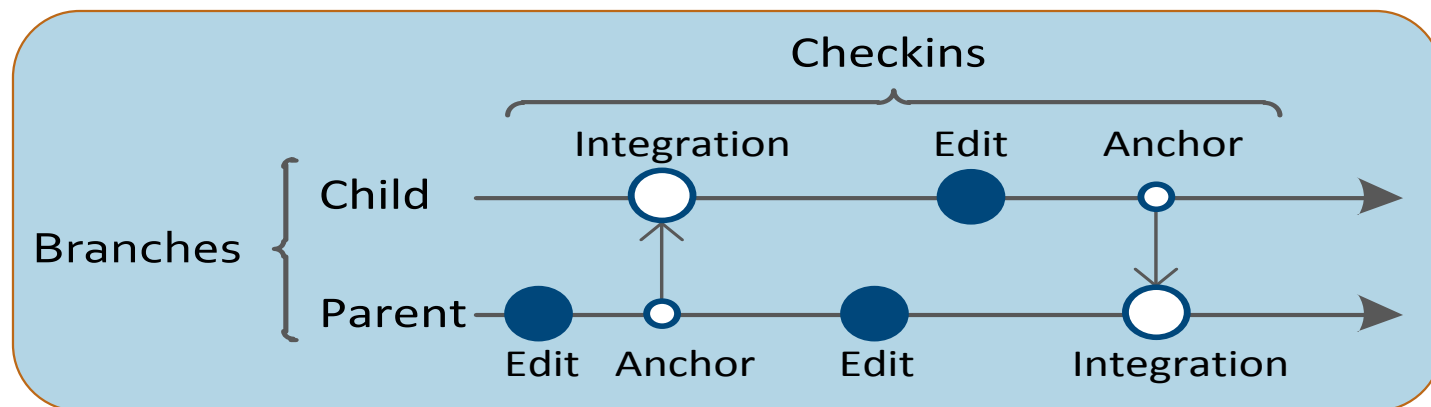 Checkins
Integration Edit Anchor
Child
Branches
Parent
Edit Anchor Edit Integration